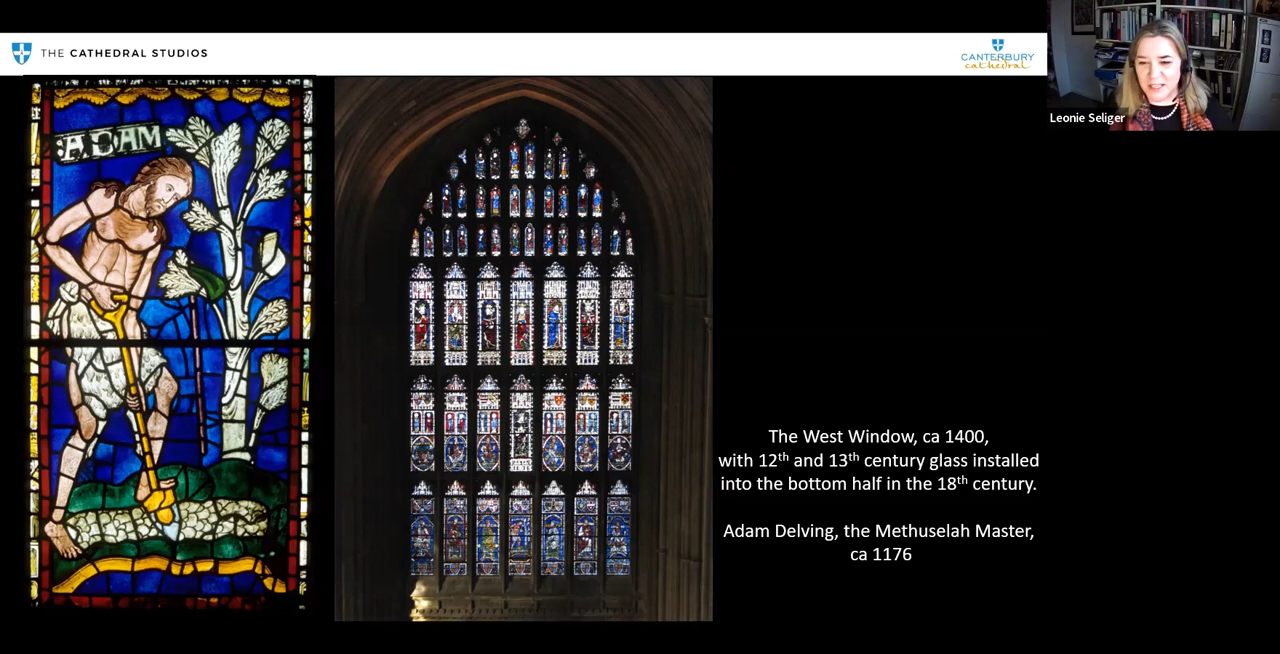 THE CATHEDRAL STUDIOS
CANTERBURY
cathedral
Leonie Seliger
ADAM
The West Window, ca 1400,
with 12th and 13th century glass installed
into the bottom half in the 18th century.
Adam Delving, the Methuselah Master,
ca 1176